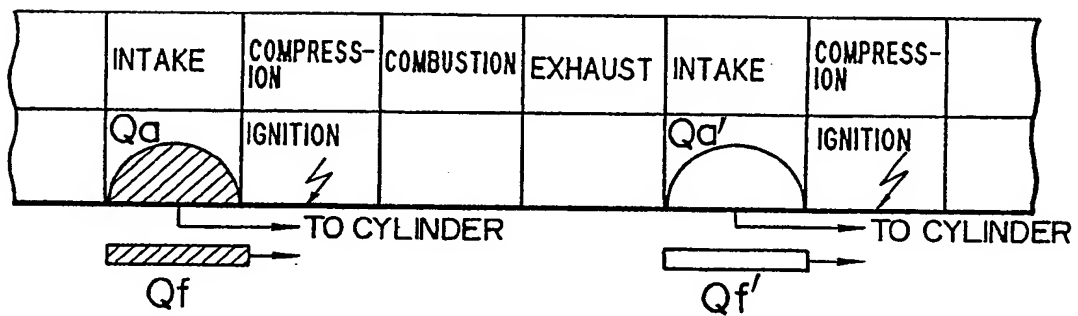 INTAKE
COMPRESS-
ION
COMBUSTION
EXHAUST
INTAKE
COMPRESS-
ION
Qa
IGNITION
Qa'
IGNITION
TO CYLINDER
TO CYLINDER
Qf
Qf'